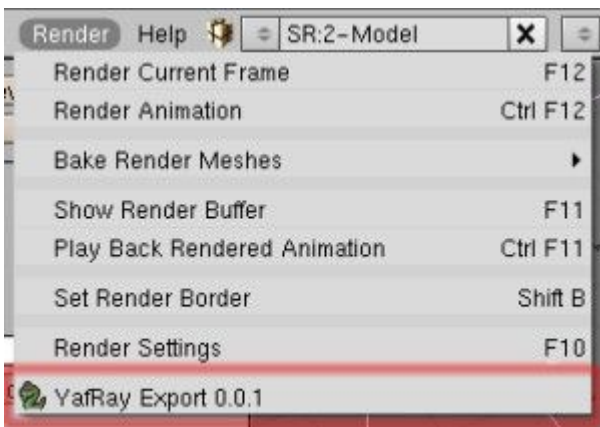 Render Help SR:2-Model
Render Current Frame F12
Render Animation Ctrl F12
Bake Render Meshes
Show Render Buffer F11
Play Back Rendered Animation Ctrl F11
Set Render Border Shift B
Render Settings F10
YafRay Export 0.0.1